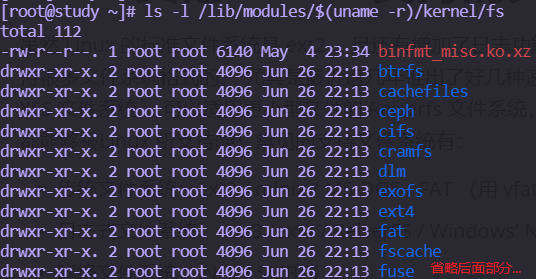 [root@study ~]# ls -l /lib/modules/$(uname -r)/kernel/fs
total 112
-rw-r--r--. 1 root root 6140 May  4 23:34 binfmt_misc.ko.xz
drwxr-xr-x. 2 root root 4096 Jun 26 22:13 btrfs
drwxr-xr-x. 2 root root 4096 Jun 26 22:13 cachefiles
drwxr-xr-x. 2 root root 4096 Jun 26 22:13 ceph
drwxr-xr-x. 2 root root 4096 Jun 26 22:13 cifs
drwxr-xr-x. 2 root root 4096 Jun 26 22:13 cramfs
drwxr-xr-x. 2 root root 4096 Jun 26 22:13 dlm
drwxr-xr-x. 2 root root 4096 Jun 26 22:13 exofs
drwxr-xr-x. 2 root root 4096 Jun 26 22:13 ext4
drwxr-xr-x. 2 root root 4096 Jun 26 22:13 fat
drwxr-xr-x. 2 root root 4096 Jun 26 22:13 fscache
drwxr-xr-x. 2 root root 4096 Jun 26 22:13 fuse
省略后面部分...